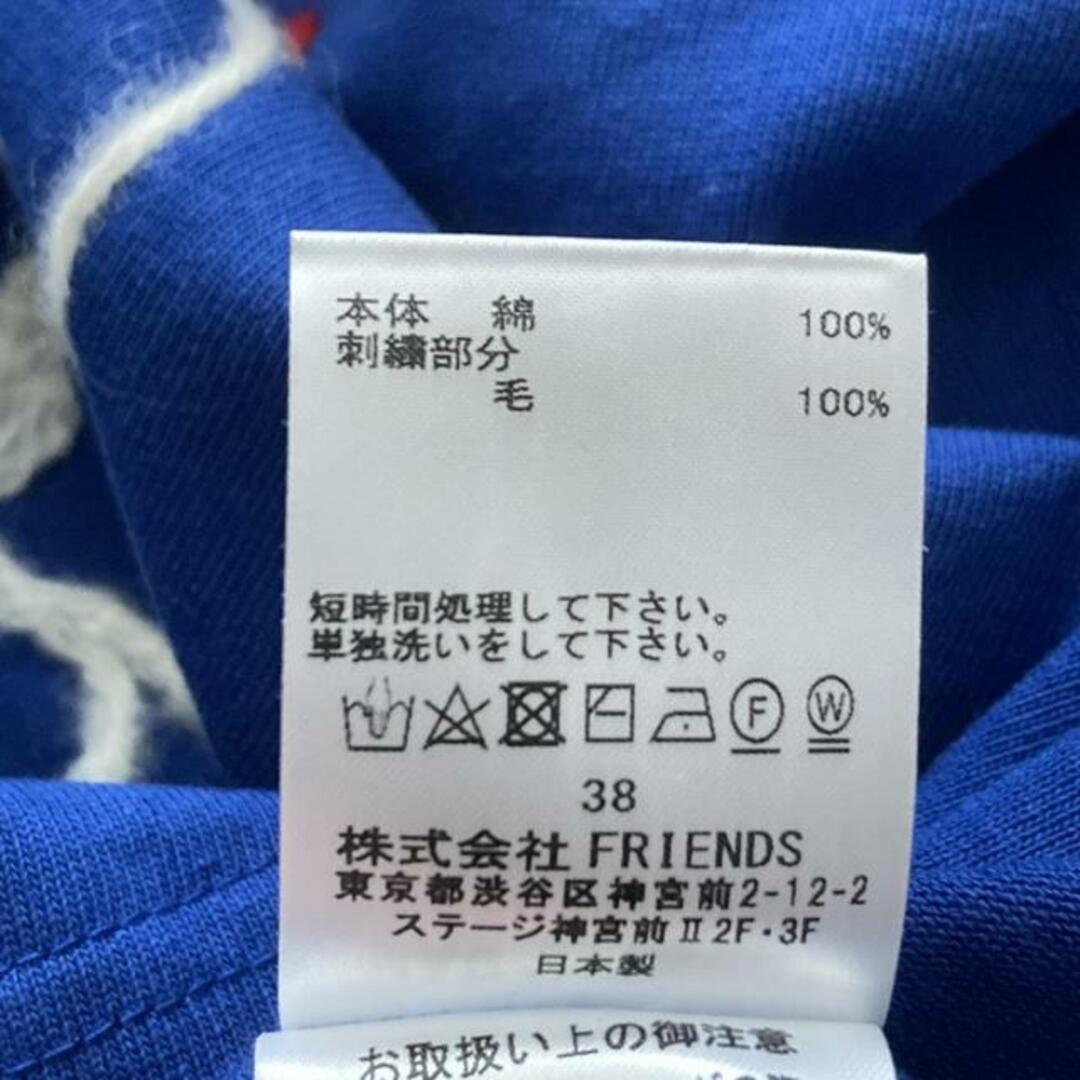 本体 綿 100%
刺繍部分
毛 100%
短時間処理して下さい。
単独洗いをして下さい。
F W
38
株式会社 FRIENDS
東京都渋谷区神宮前2-12-2
ステージ神宮前Ⅱ2F・3F
日本製
お取扱い上の御注意